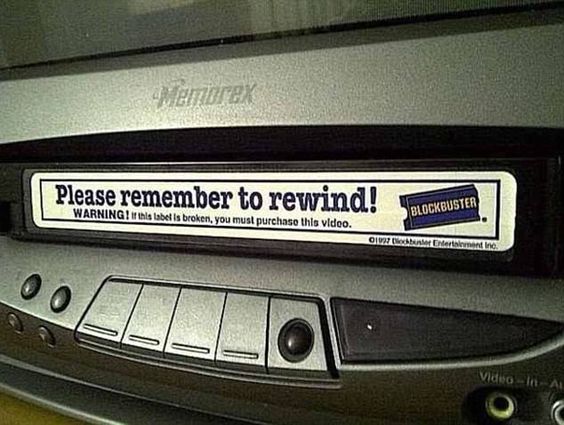 Memorex
Please remember to rewind!
WARNING! If this label is broken, you must purchase this video.
BLOCKBUSTER
©1997 Blockbuster Entertainment Inc.
Video-In-A